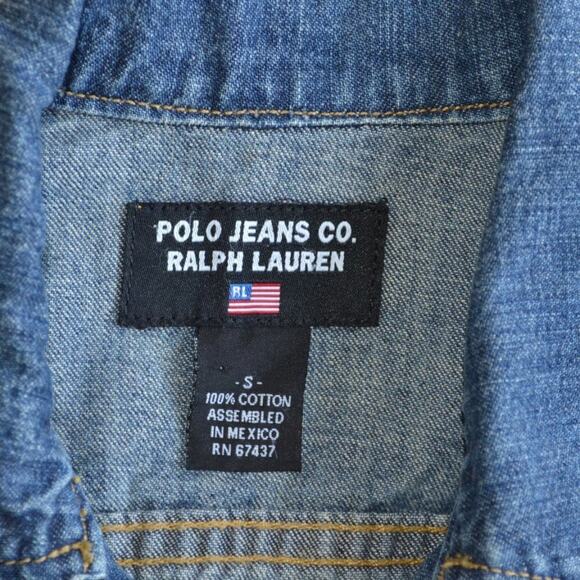 POLO JEANS CO.
RALPH LAUREN
RL
- S -
100% COTTON
ASSEMBLED
IN MEXICO
RN 67437